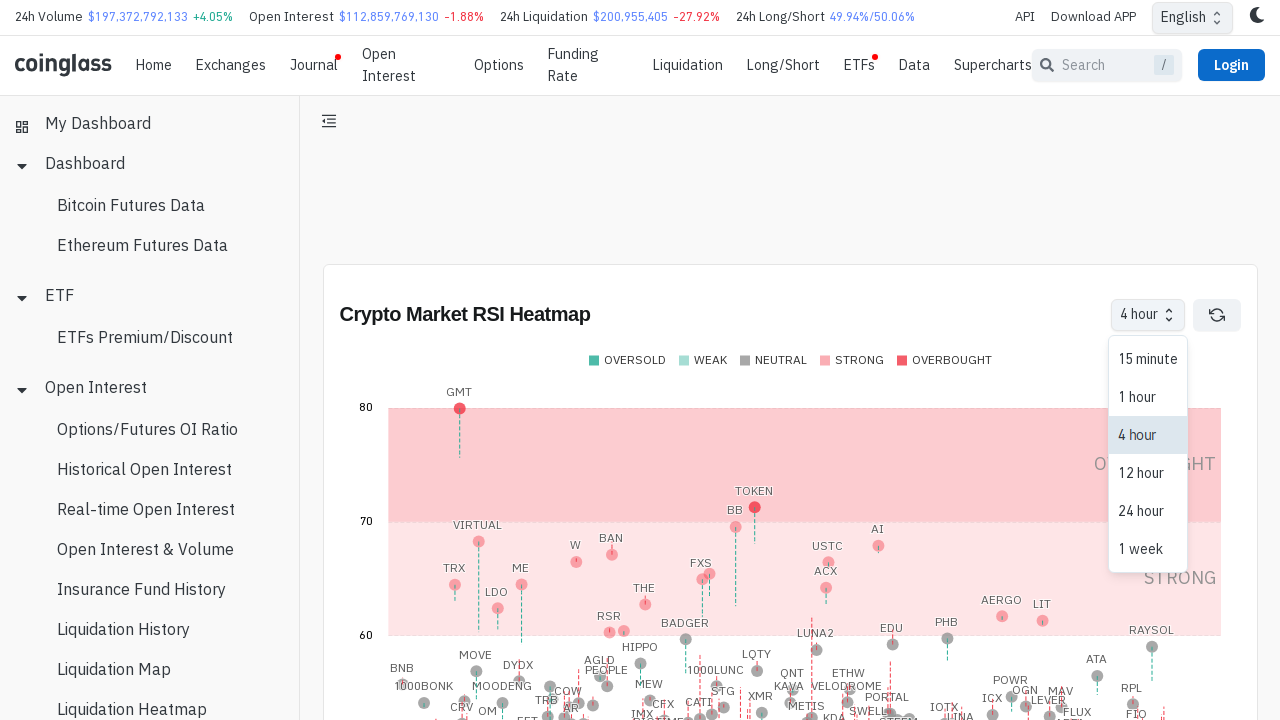 24h Volume $197,372,792,133 +4.05% Open Interest $112,859,769,130 -1.88% 24h Liquidation $200,955,405 -27.92% 24h Long/Short 49.94%/50.06% API Download APP English
coinglass Home Exchanges Journal Open Interest Options Funding Rate Liquidation Long/Short ETFs Data Supercharts Search / Login
My Dashboard
Dashboard
Bitcoin Futures Data
Ethereum Futures Data
ETF
ETFs Premium/Discount
Open Interest
Options/Futures OI Ratio
Historical Open Interest
Real-time Open Interest
Open Interest & Volume
Insurance Fund History
Liquidation History
Liquidation Map
Liquidation Heatmap
Crypto Market RSI Heatmap
4 hour
15 minute
1 hour
4 hour
12 hour
24 hour
1 week
OVERSOLD WEAK NEUTRAL STRONG OVERBOUGHT
GMT
80
TOKEN
BB
70
VIRTUAL
AI
W BAN
USTC
TRX ME FXS ACX
STRONG
LDO THE
AERGO LIT
RSR BADGER
EDU PHB
60
LUNA2 RAYSOL
HIPPO
MOVE LQTY
AGLD ATA
BNB DYDX PEOPLE 1000LUNC QNT ETHW
POWR
1000BONK MOODENG MEW KAVA VELODROME RPL
COW STG OGN MAV
TRB CATI XMR PORTAL ICX LEVER
CRV OM AR CFX METIS SWELL IOTX FLUX
IMX KDA